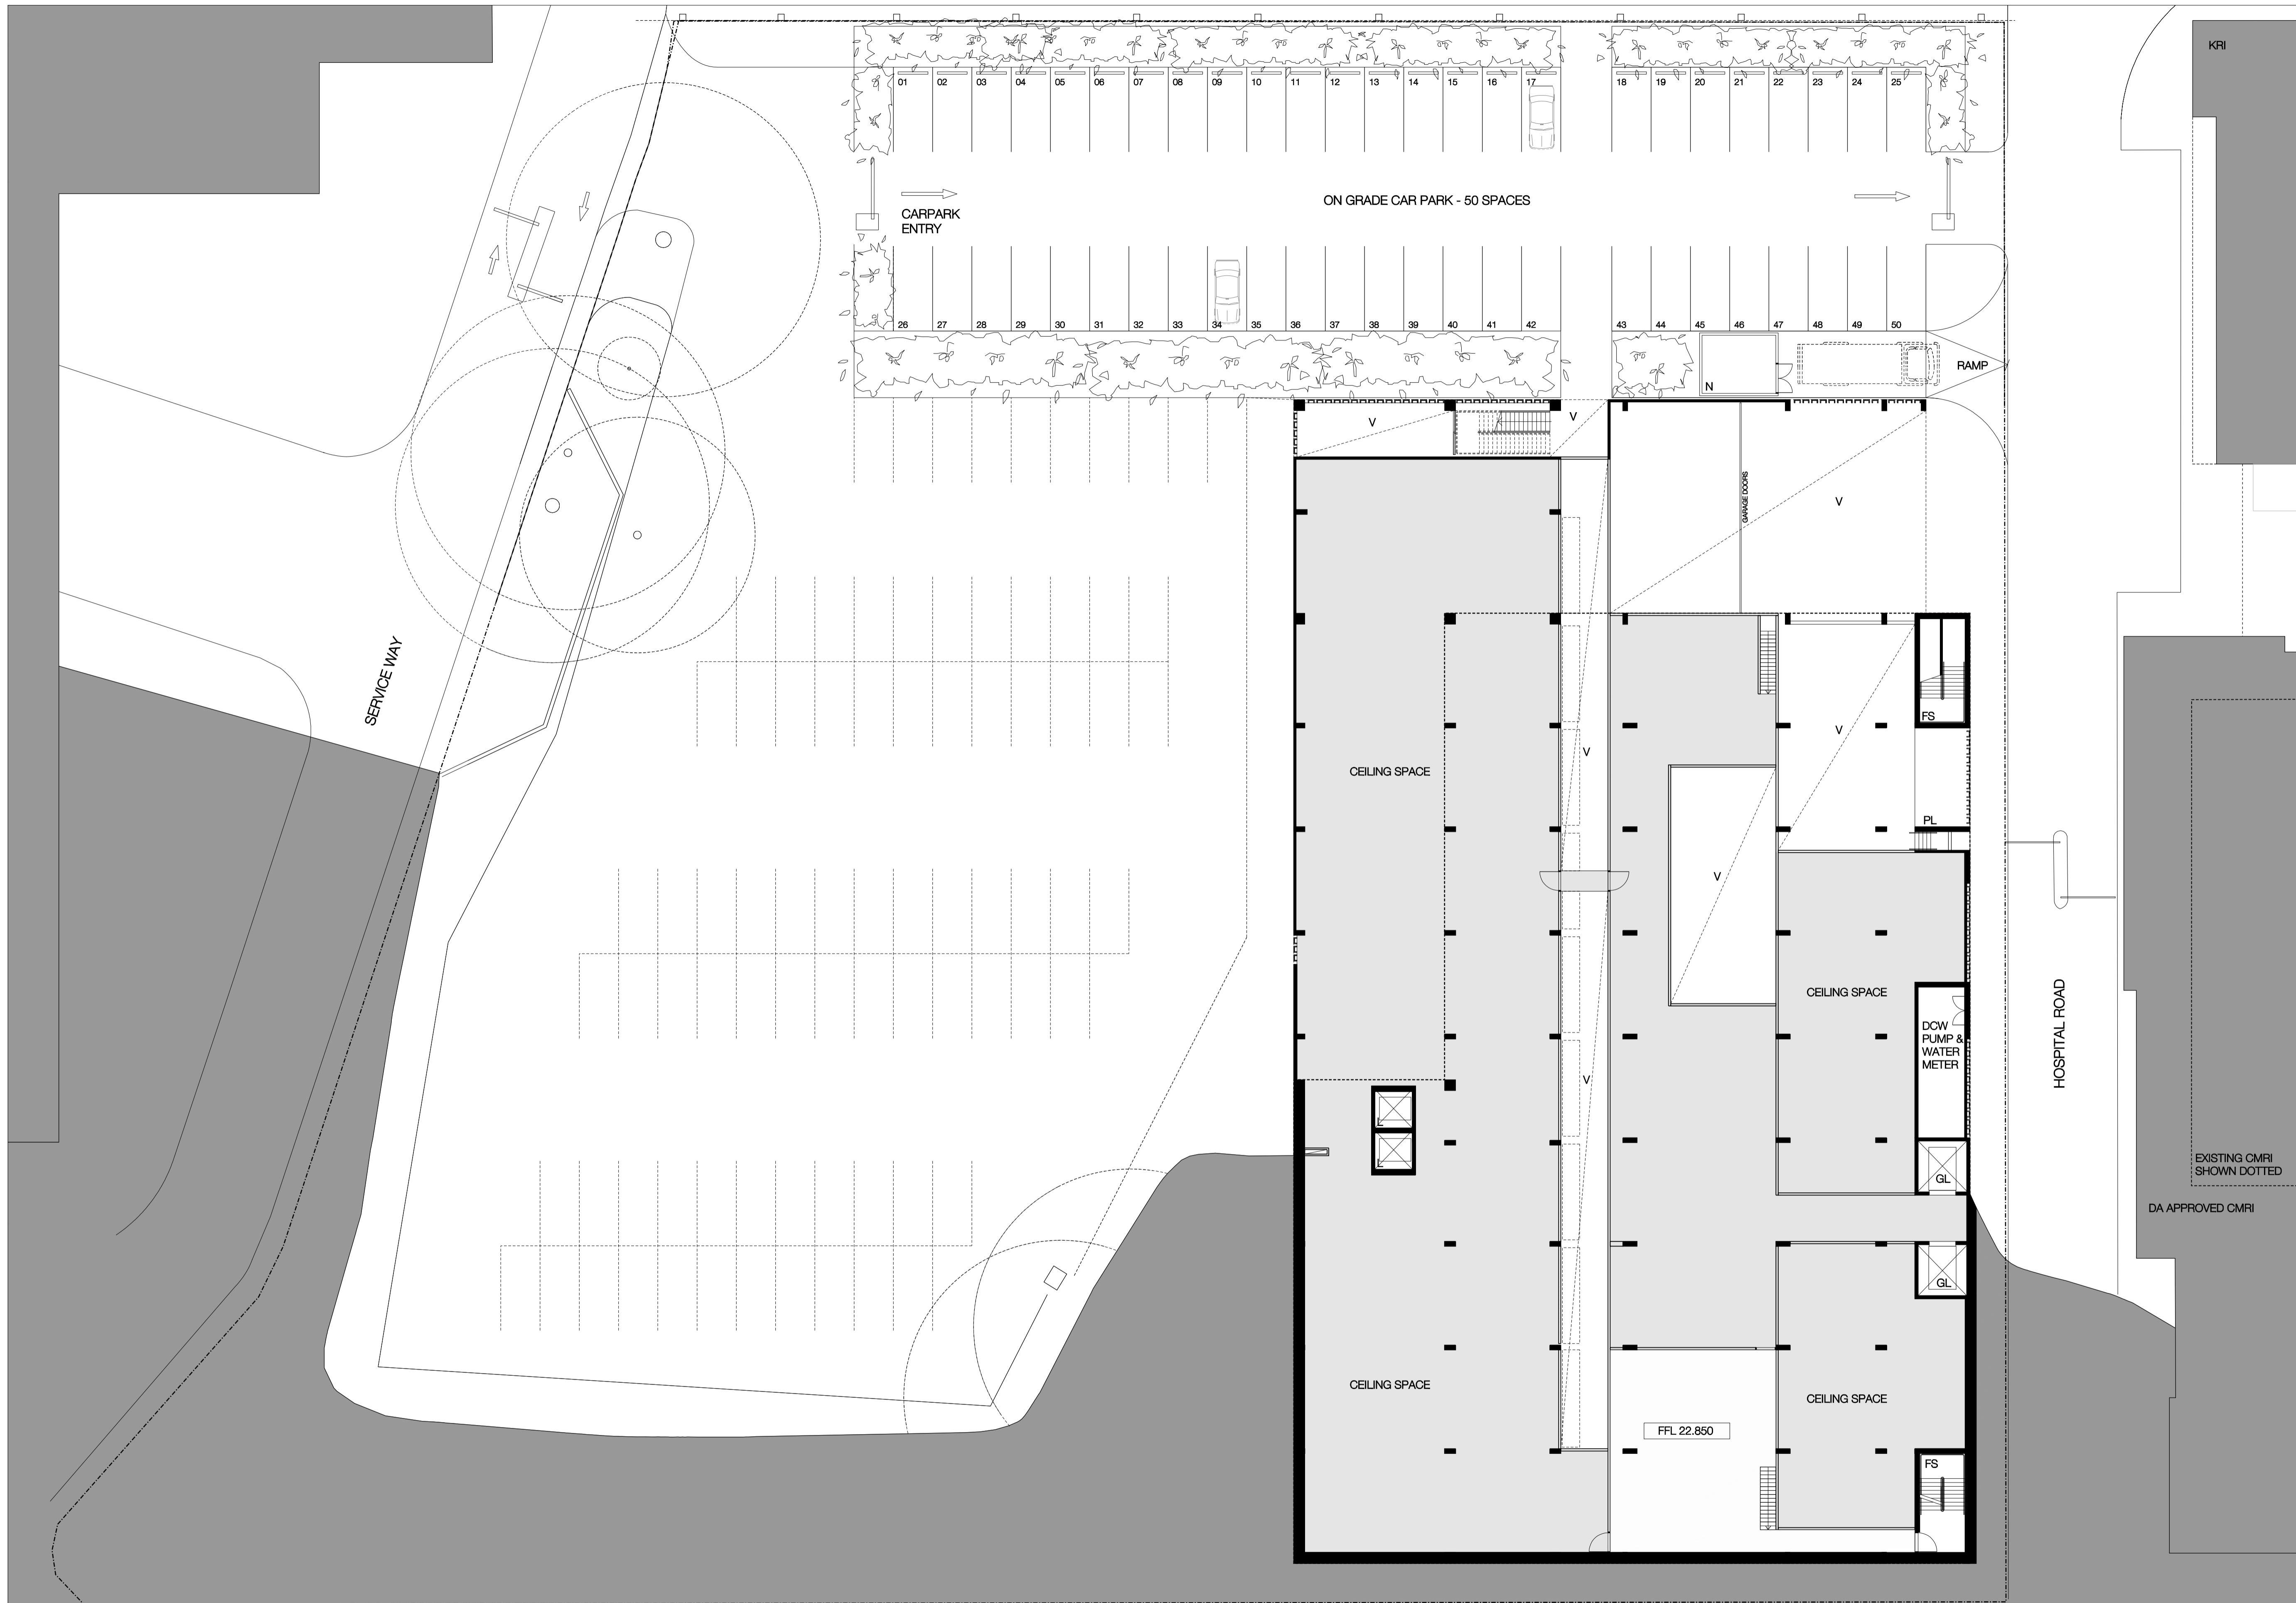 KRI
01 02 03 04 05 06 07 08 09 10 11 12 13 14 15 16 17 18 19 20 21 22 23 24 25
ON GRADE CAR PARK - 50 SPACES
CARPARK
ENTRY
26 27 28 29 30 31 32 33 34 35 36 37 38 39 40 41 42 43 44 45 46 47 48 49 50
RAMP
N
V
V
GARAGE DOORS
V
SERVICE WAY
FS
V
V
CEILING SPACE
PL
V
CEILING SPACE
HOSPITAL ROAD
DCW
PUMP &
WATER
METER
V
L
L
EXISTING CMRI
SHOWN DOTTED
GL
DA APPROVED CMRI
GL
CEILING SPACE
CEILING SPACE
FFL 22.850
FS